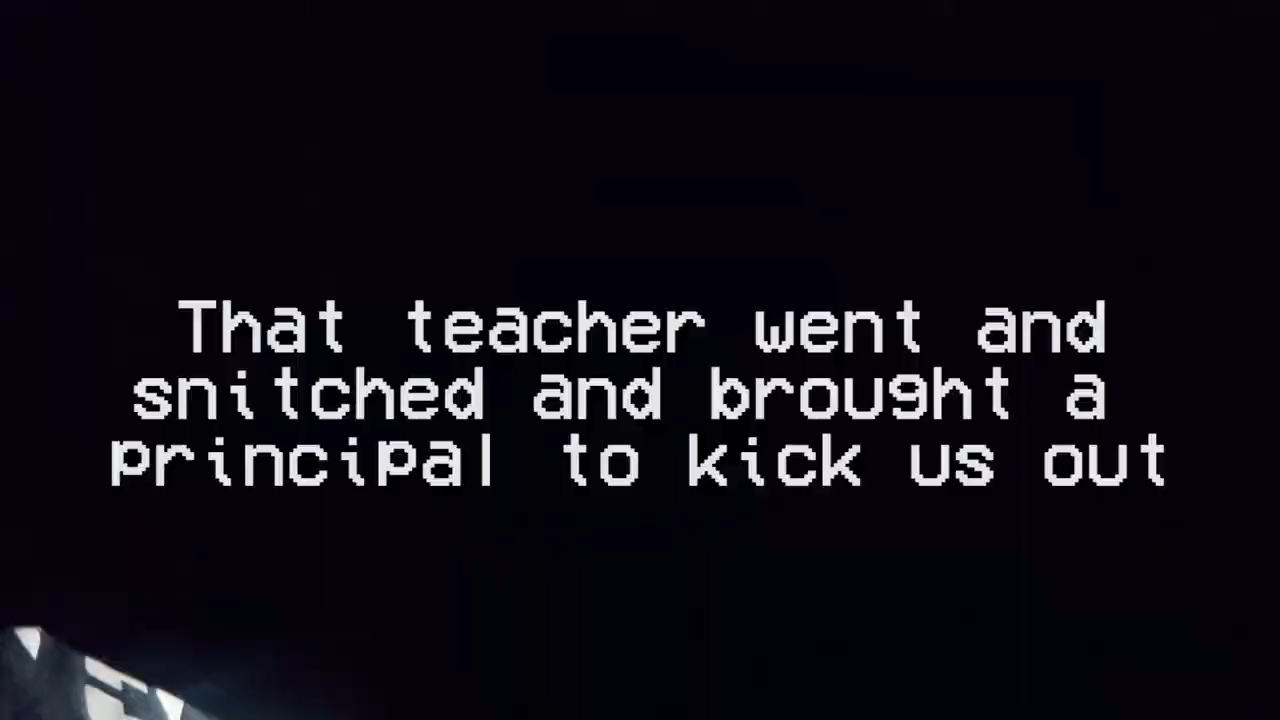 That teacher went and
snitched and brought a
principal to kick us out